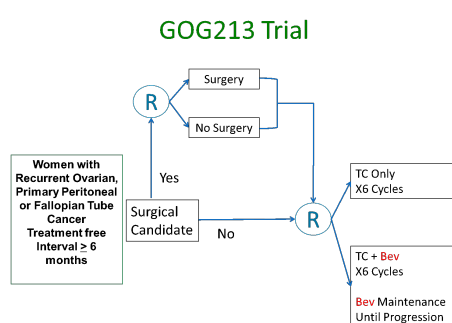 GOG213 Trial
Surgery
R
No Surgery
Women with
Recurrent Ovarian,
Primary Peritoneal
or Fallopian Tube
Cancer
Treatment free
Interval ≥ 6
months
Yes
Surgical
Candidate
No
R
TC Only
X6 Cycles
TC + Bev
X6 Cycles
Bev Maintenance
Until Progression